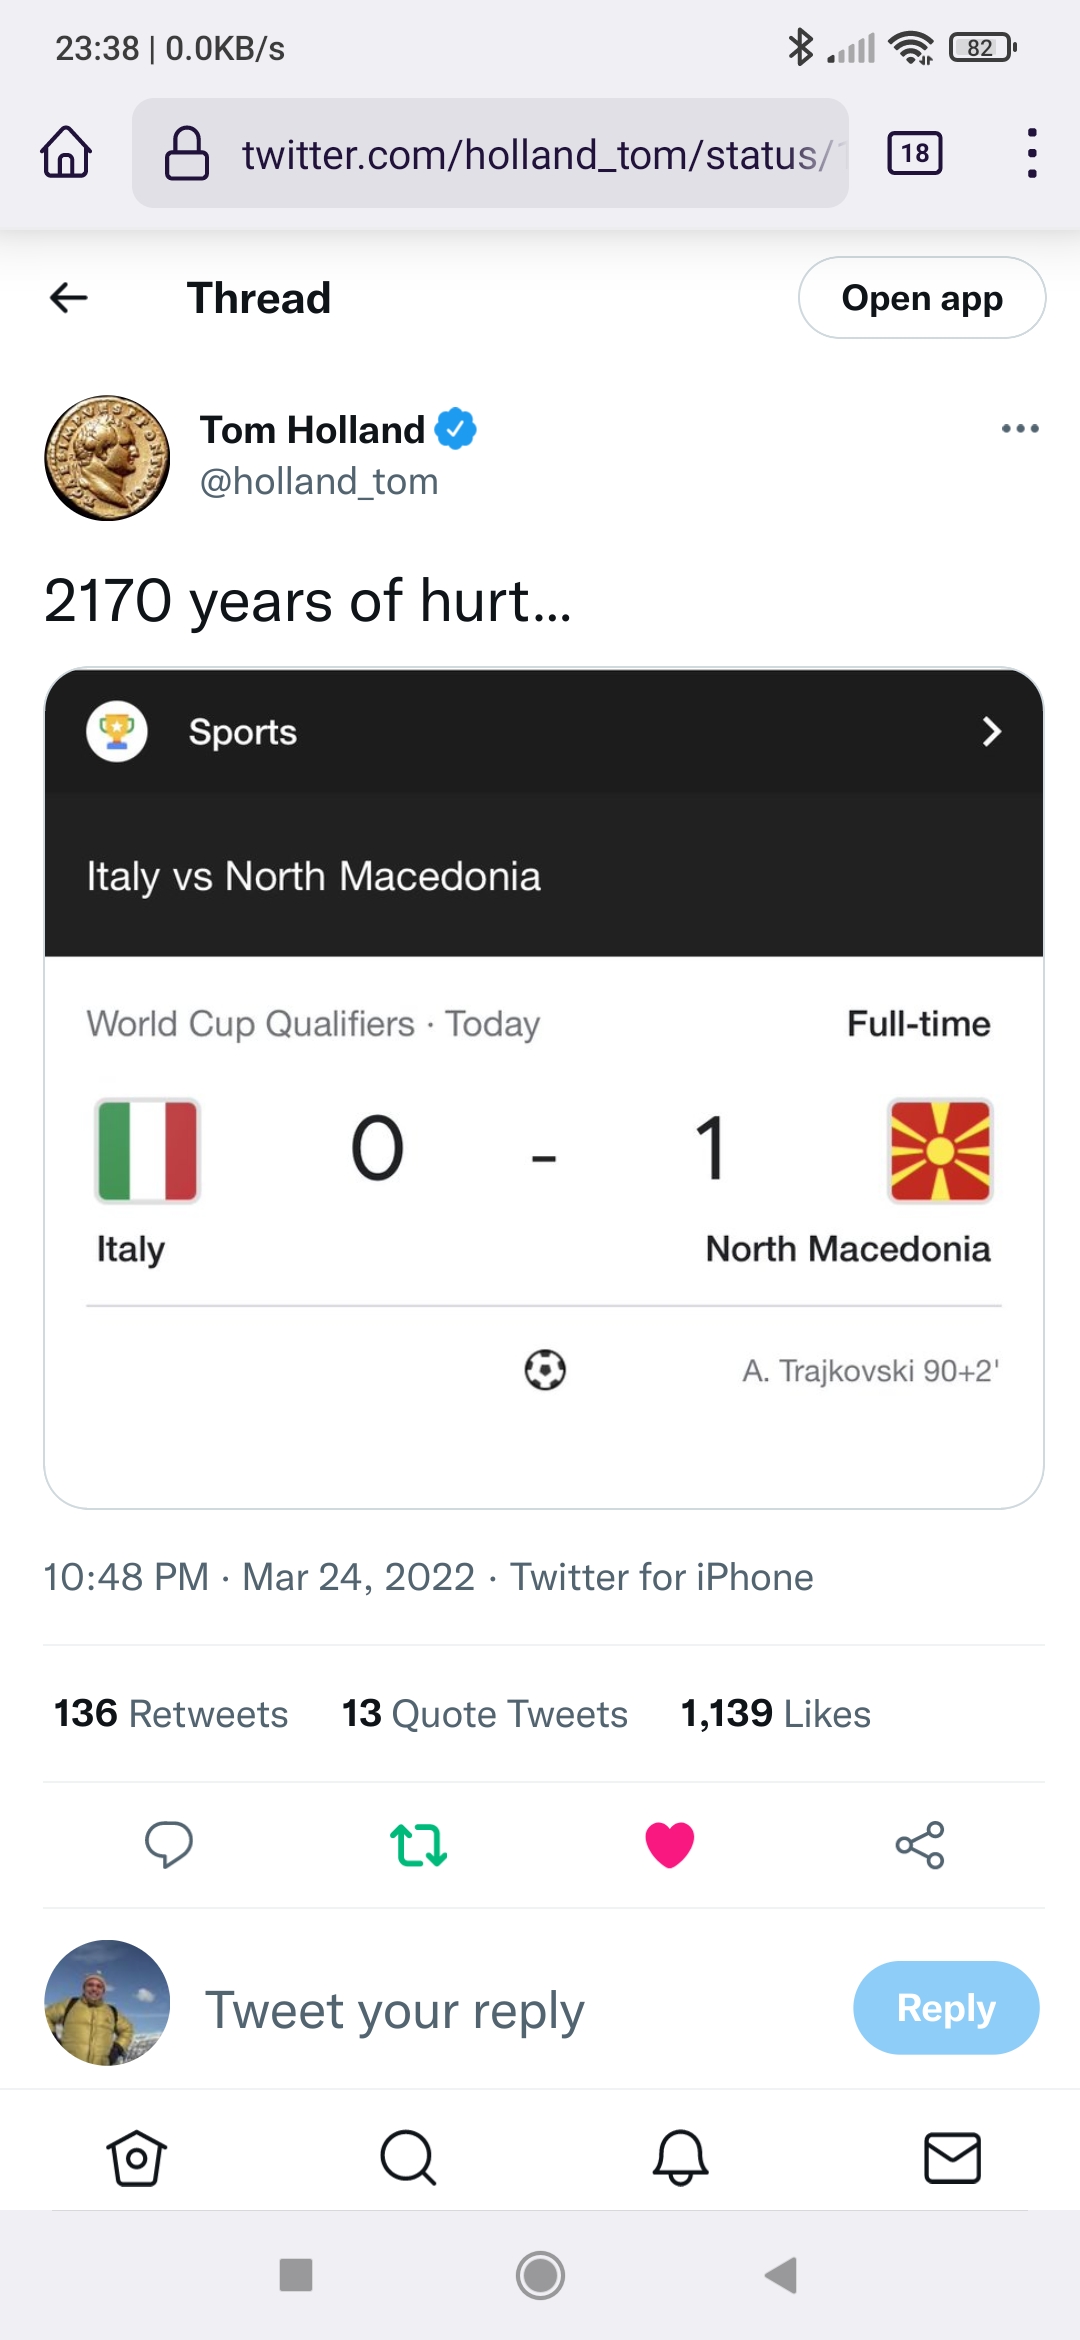 23:38 | 0.0KB/s
82
twitter.com/holland_tom/status/
18
Thread
Open app
Tom Holland
@holland_tom
2170 years of hurt...
Sports
Italy vs North Macedonia
World Cup Qualifiers · Today
Full-time
0 - 1
Italy
North Macedonia
A. Trajkovski 90+2'
10:48 PM · Mar 24, 2022 · Twitter for iPhone
136 Retweets 13 Quote Tweets 1,139 Likes
Tweet your reply
Reply